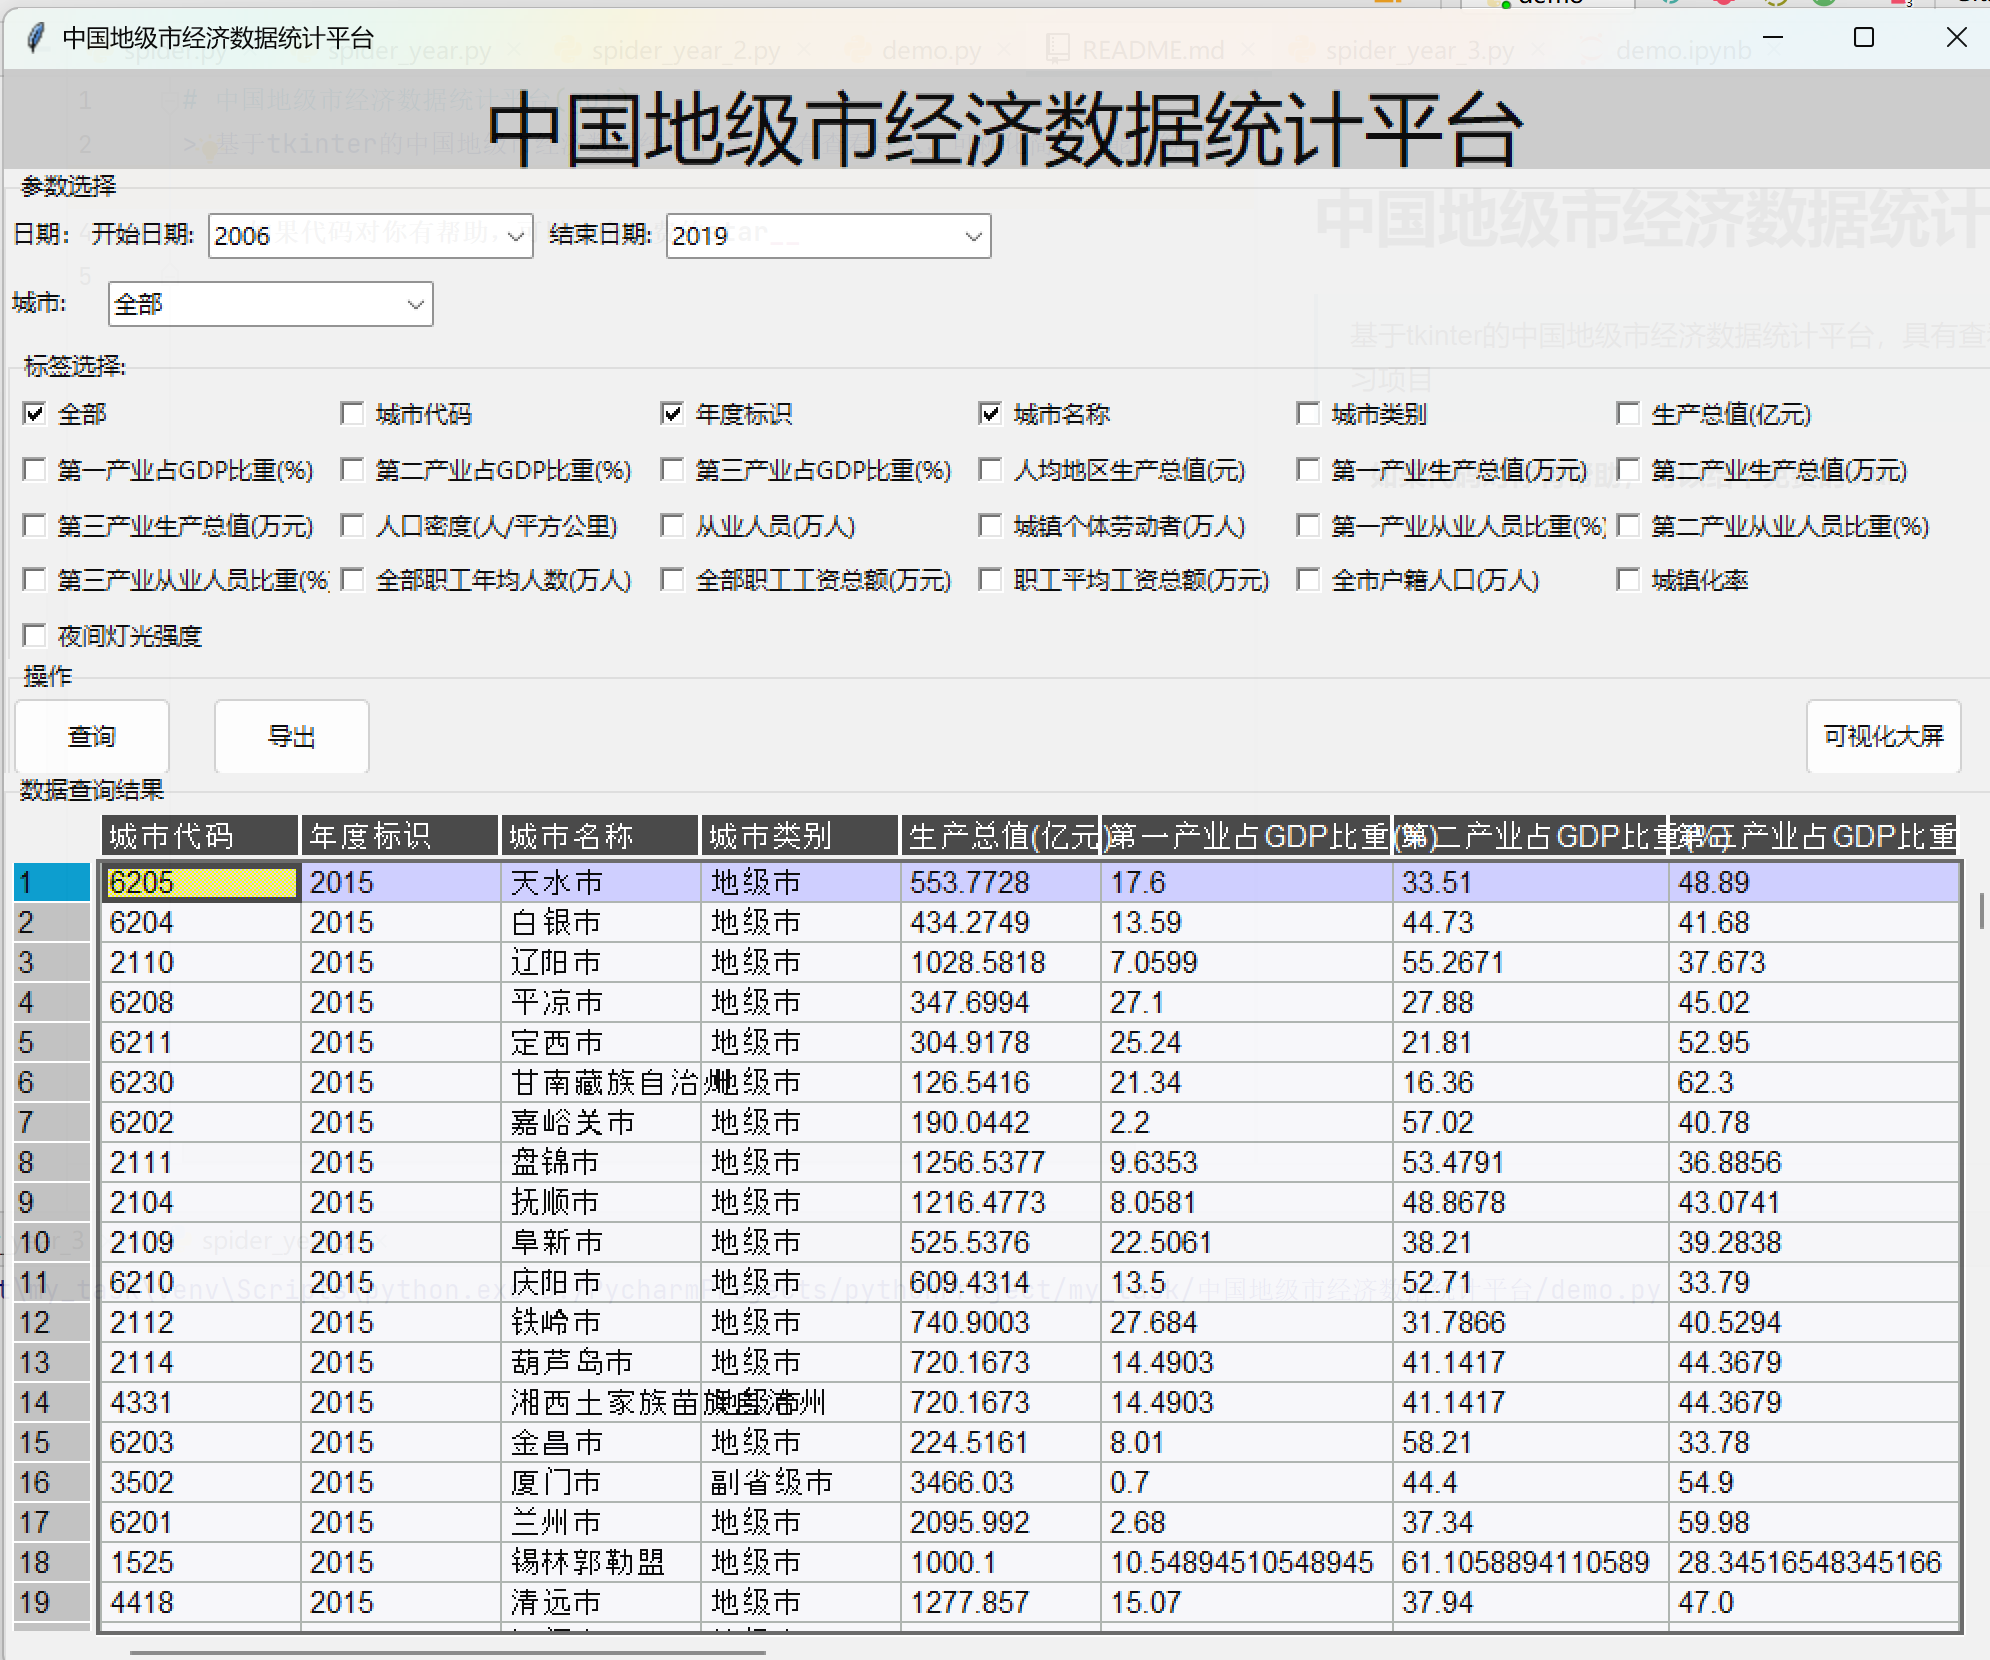 中国地级市经济数据统计平台
中国地级市经济数据统计平台
参数选择
日期: 开始日期: 2006 结束日期: 2019
城市: 全部
标签选择:
全部 城市代码 年度标识 城市名称 城市类别 生产总值(亿元)
第一产业占GDP比重(%) 第二产业占GDP比重(%) 第三产业占GDP比重(%) 人均地区生产总值(元) 第一产业生产总值(万元) 第二产业生产总值(万元)
第三产业生产总值(万元) 人口密度(人/平方公里) 从业人员(万人) 城镇个体劳动者(万人) 第一产业从业人员比重(%) 第二产业从业人员比重(%)
第三产业从业人员比重(% 全部职工年均人数(万人) 全部职工工资总额(万元) 职工平均工资总额(万元) 全市户籍人口(万人) 城镇化率
夜间灯光强度
操作
查询 导出 可视化大屏
数据查询结果
城市代码 年度标识 城市名称 城市类别 生产总值(亿元) 第一产业占GDP比重(%) 第二产业占GDP比重(%) 第三产业占GDP比重
1 6205 2015 天水市 地级市 553.7728 17.6 33.51 48.89
2 6204 2015 白银市 地级市 434.2749 13.59 44.73 41.68
3 2110 2015 辽阳市 地级市 1028.5818 7.0599 55.2671 37.673
4 6208 2015 平凉市 地级市 347.6994 27.1 27.88 45.02
5 6211 2015 定西市 地级市 304.9178 25.24 21.81 52.95
6 6230 2015 甘南藏族自治州 地级市 126.5416 21.34 16.36 62.3
7 6202 2015 嘉峪关市 地级市 190.0442 2.2 57.02 40.78
8 2111 2015 盘锦市 地级市 1256.5377 9.6353 53.4791 36.8856
9 2104 2015 抚顺市 地级市 1216.4773 8.0581 48.8678 43.0741
10 2109 2015 阜新市 地级市 525.5376 22.5061 38.21 39.2838
11 6210 2015 庆阳市 地级市 609.4314 13.5 52.71 33.79
12 2112 2015 铁岭市 地级市 740.9003 27.684 31.7866 40.5294
13 2114 2015 葫芦岛市 地级市 720.1673 14.4903 41.1417 44.3679
14 4331 2015 湘西土家族苗族自治州 地级市 720.1673 14.4903 41.1417 44.3679
15 6203 2015 金昌市 地级市 224.5161 8.01 58.21 33.78
16 3502 2015 厦门市 副省级市 3466.03 0.7 44.4 54.9
17 6201 2015 兰州市 地级市 2095.992 2.68 37.34 59.98
18 1525 2015 锡林郭勒盟 地级市 1000.1 10.54894510548945 61.1058894110589 28.34516548345166
19 4418 2015 清远市 地级市 1277.857 15.07 37.94 47.0